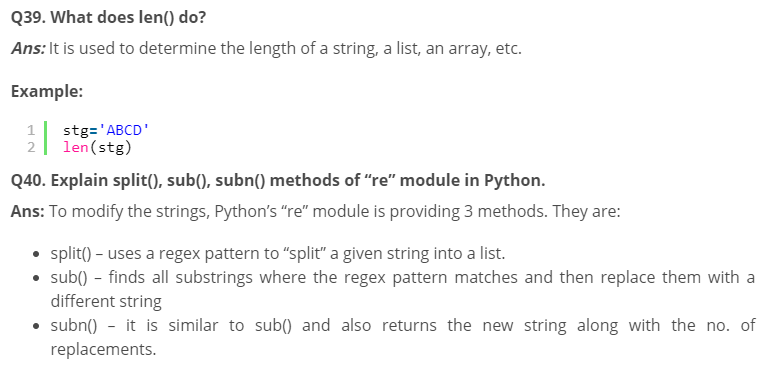 Q39. What does len() do?
Ans: It is used to determine the length of a string, a list, an array, etc.
Example:
1 stg='ABCD'
2 len(stg)
Q40. Explain split(), sub(), subn() methods of “re” module in Python.
Ans: To modify the strings, Python’s “re” module is providing 3 methods. They are:
• split() – uses a regex pattern to “split” a given string into a list.
• sub() – finds all substrings where the regex pattern matches and then replace them with a
different string
• subn() – it is similar to sub() and also returns the new string along with the no. of
replacements.